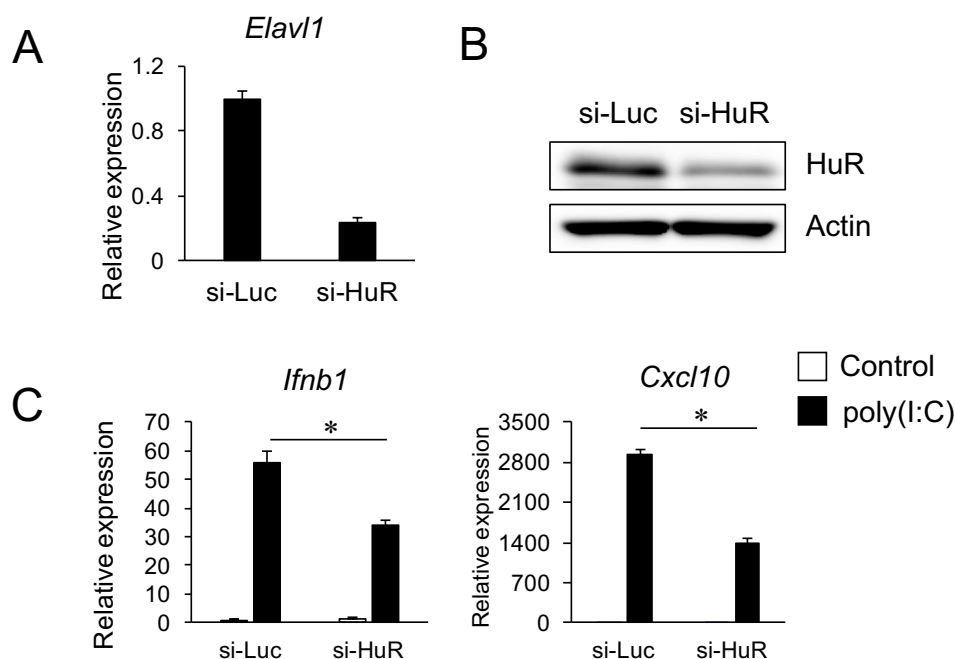 A
Elavl1
Relative expression
1.2
0.8
0.4
0
si-Luc si-HuR
B
si-Luc si-HuR
HuR
Actin
C
Ifnb1
Relative expression
70
60
50
40
30
20
10
0
*
si-Luc si-HuR
Cxcl10
Relative expression
3500
2800
2100
1400
700
0
*
si-Luc si-HuR
Control
poly(I:C)